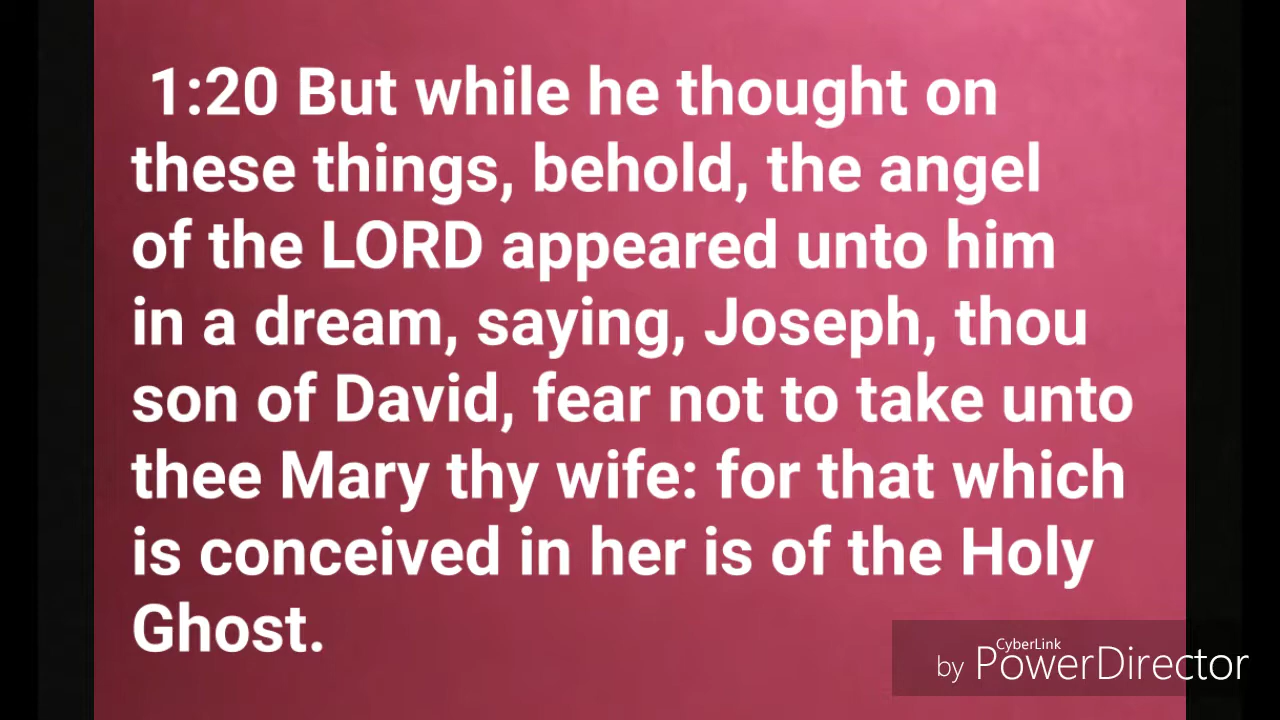 1:20 But while he thought on
these things, behold, the angel
of the LORD appeared unto him
in a dream, saying, Joseph, thou
son of David, fear not to take unto
thee Mary thy wife: for that which
is conceived in her is of the Holy
Ghost.
CyberLink
by PowerDirector